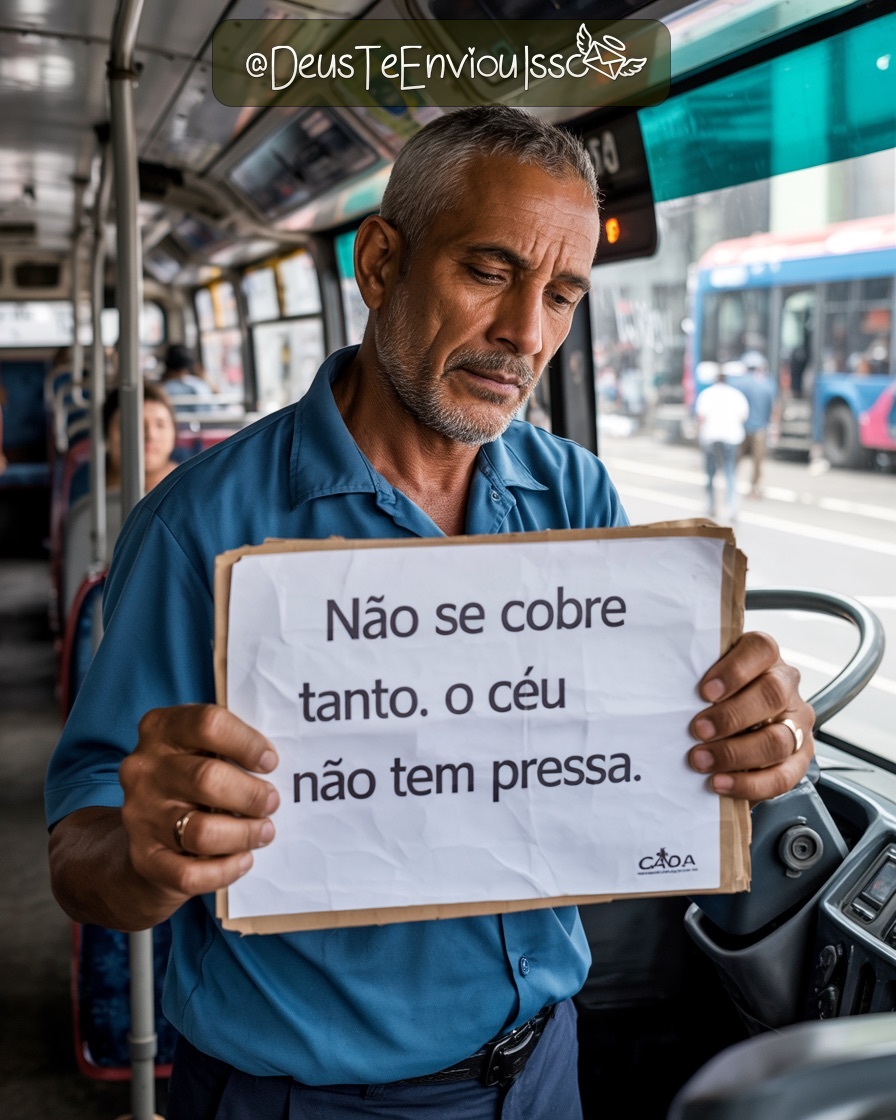 @DeusTeEnviouIsso
Não se cobre
tanto. o céu
não tem pressa.
CAOA